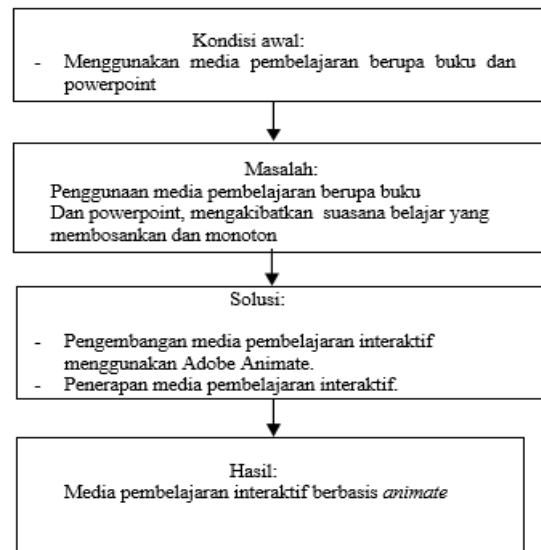 Kondisi awal:
- Menggunakan media pembelajaran berupa buku dan
powerpoint
Masalah:
Penggunaan media pembelajaran berupa buku
Dan powerpoint, mengakibatkan suasana belajar yang
membosankan dan monoton
Solusi:
- Pengembangan media pembelajaran interaktif
menggunakan Adobe Animate.
- Penerapan media pembelajaran interaktif.
Hasil:
Media pembelajaran interaktif berbasis animate